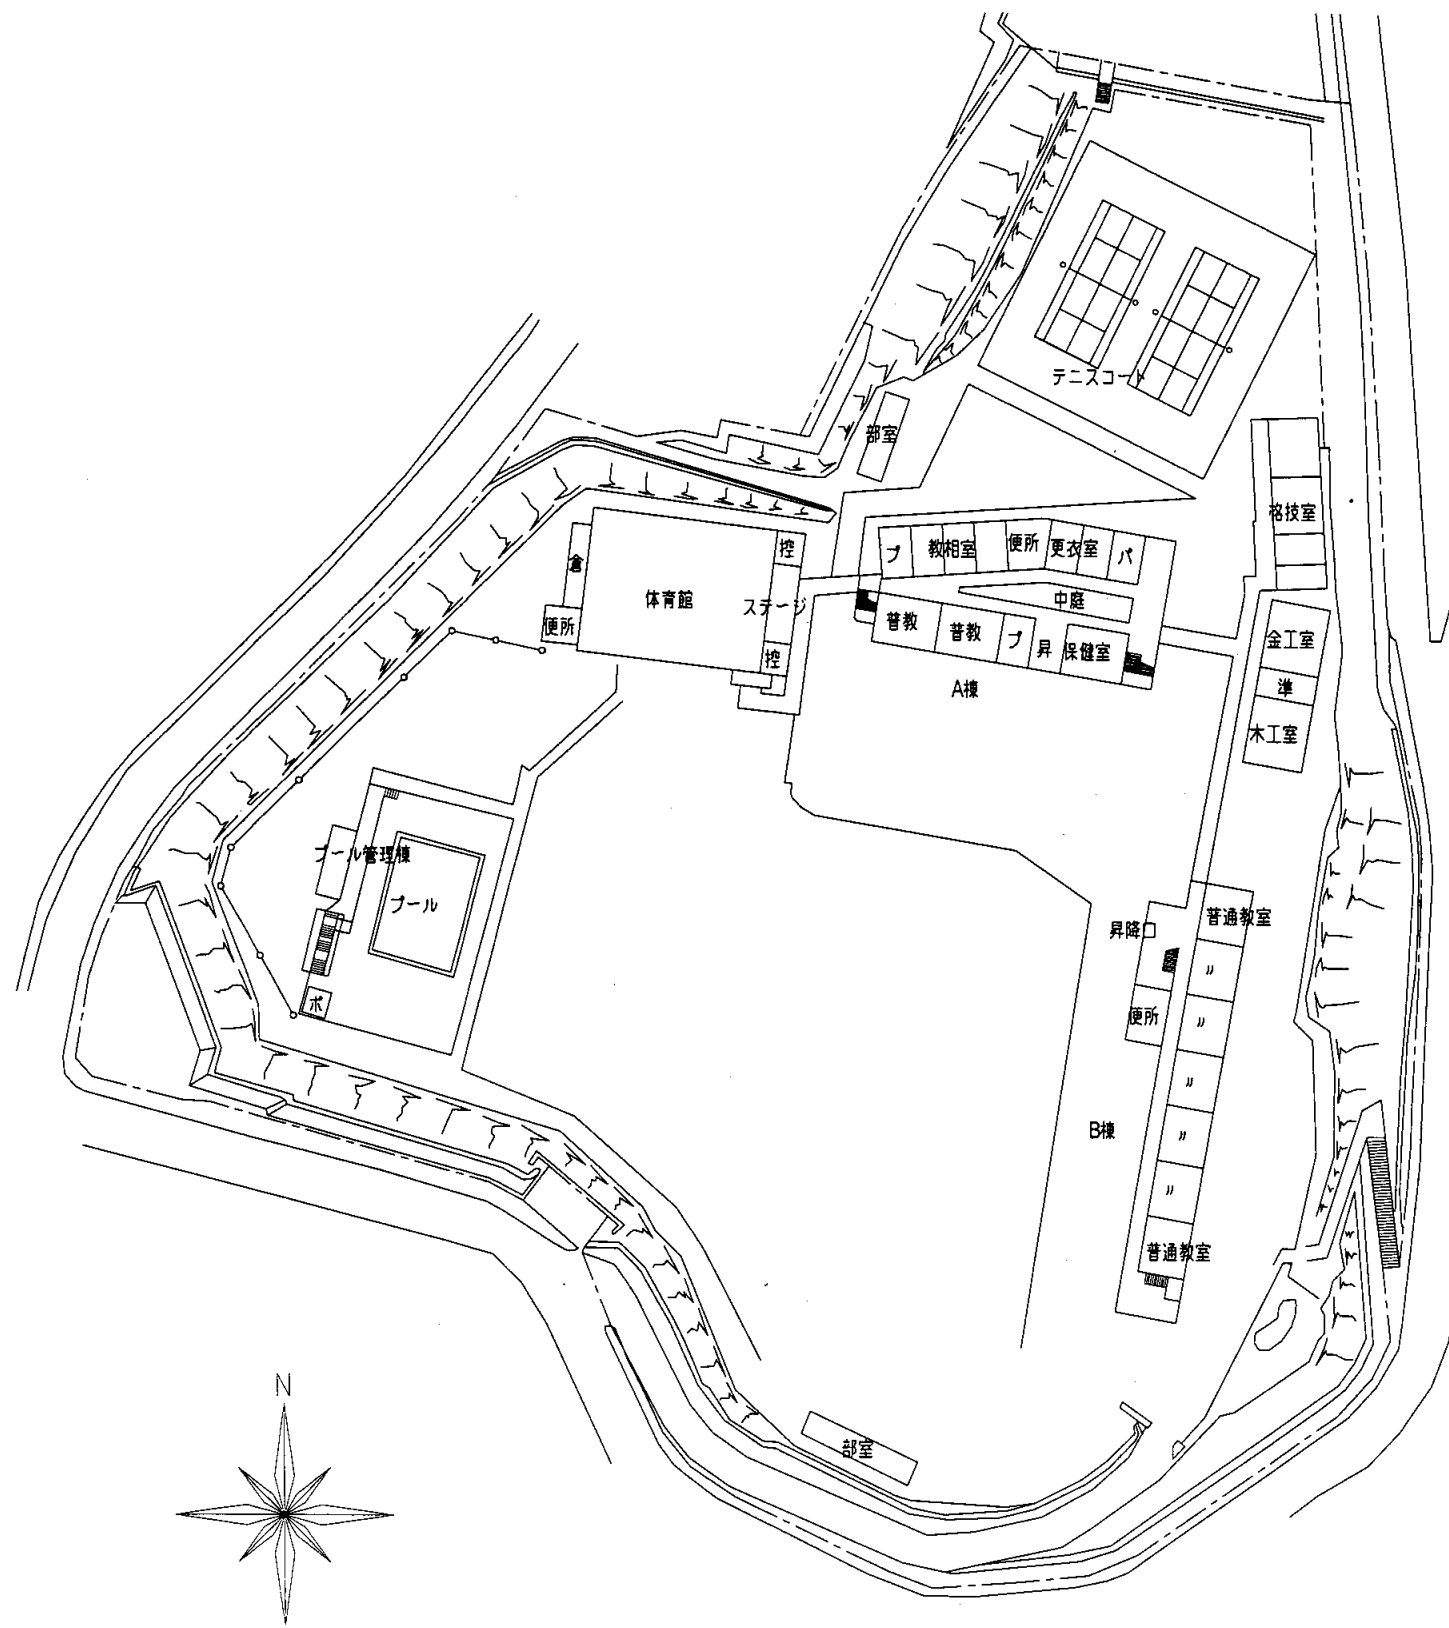 テニスコート
部室
格技室
プ
教相室
便所
更衣室
パ
控
倉
体育館
ステージ
中庭
便所
普教
普教
プ
昇
保健室
控
A棟
金工室
準
木工室
プール管理棟
プール
ポ
昇降口
普通教室
〃
〃
便所
〃
B棟
〃
〃
普通教室
部室
N